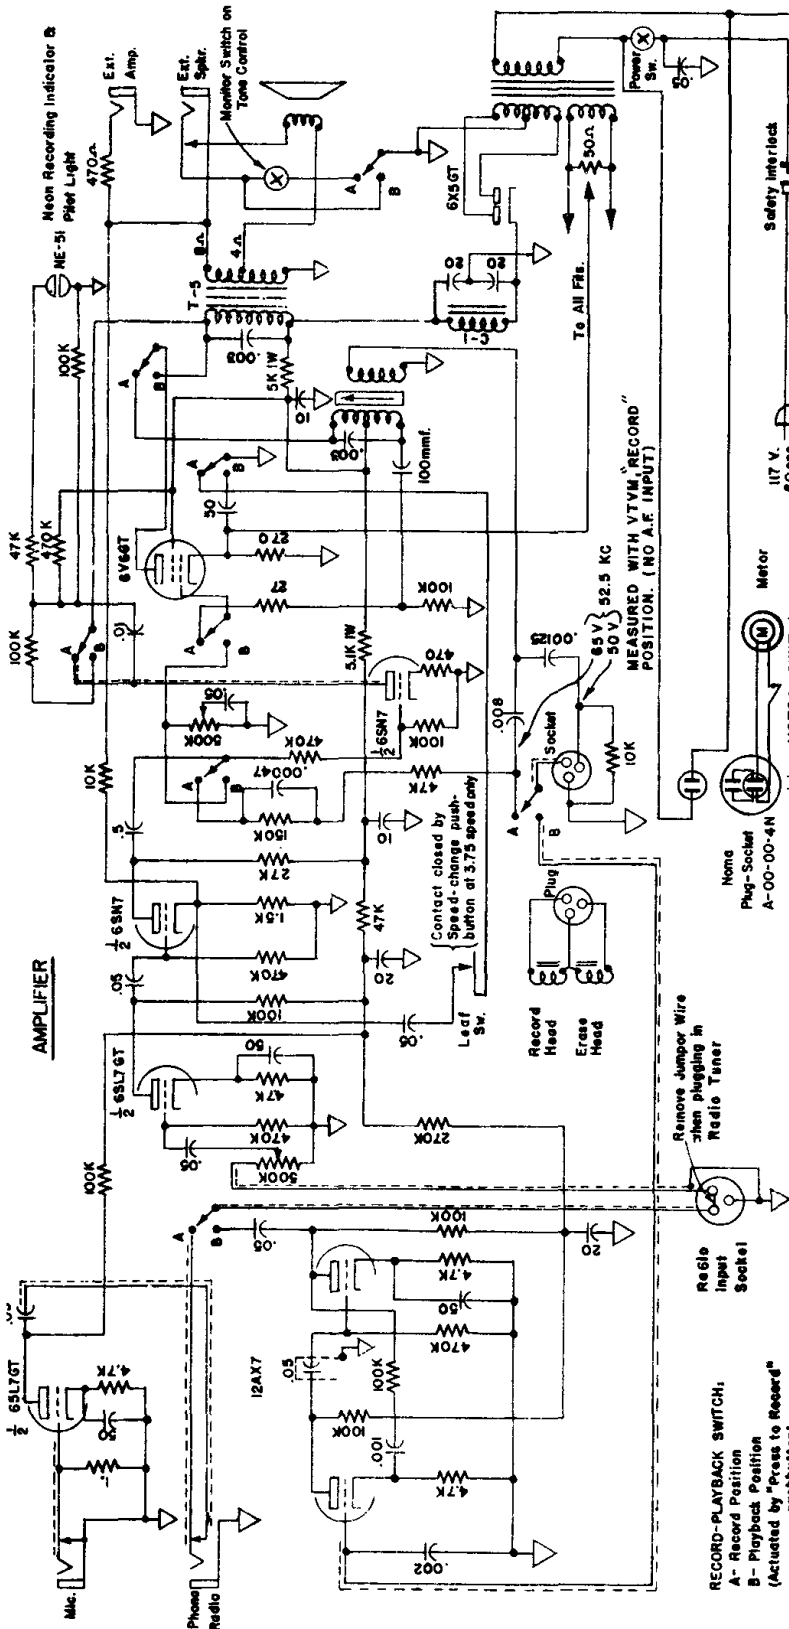 AMPLIFIER
Mic.
Phono
Radio
½ 6SL7GT
4.7K
50
100K
A
B
.05
12AX7
.05
100K
.001
100K
4.7K
.002
470K
50
4.7K
100K
20
RECORD-PLAYBACK SWITCH:
A- Record Position
B- Playback Position
(Actuated by "Press to Record"
Radio
Input
Socket
Remove Jumper Wire
when plugging in
Radio Tuner
½ 6SL7GT
.05
500K
470K
47K
50
270K
.05
100K
470K
1.5K
27K
½ 6SN7
.5
20
47K
10
.05
Leaf
Sw.
Contact closed by
Speed-change push-
button at 3.75 speed only
Record
Head
Erase
Head
Plug
Socket
A
B
10K
.008
.00125
65 V
50 V
52.5 KC
MEASURED WITH VTVM, "RECORD"
POSITION. (NO A.F. INPUT)
10K
150K
.00047
470K
47K
A
B
500K
.05
½ 6SN7
100K
470
5.1K 1W
100K
47K
470K
A
B
.01
6V6GT
A
B
27
270
100K
50
A
B
100mmf.
.003
10
5K 1W
.003
A
B
100K
NE-51
Neon Recording Indicator &
Pilot Light
T-5
8Ω
4Ω
470Ω
Ext.
Amp.
Ext.
Spkr.
Monitor Switch on
Tone Control
A
B
C-1
20
20
6X5GT
50Ω
To All Fils.
Power
Sw.
.05
Safety Interlock
117 V.
Motor
M
Noma
Plug-Socket
A-00-00-4N